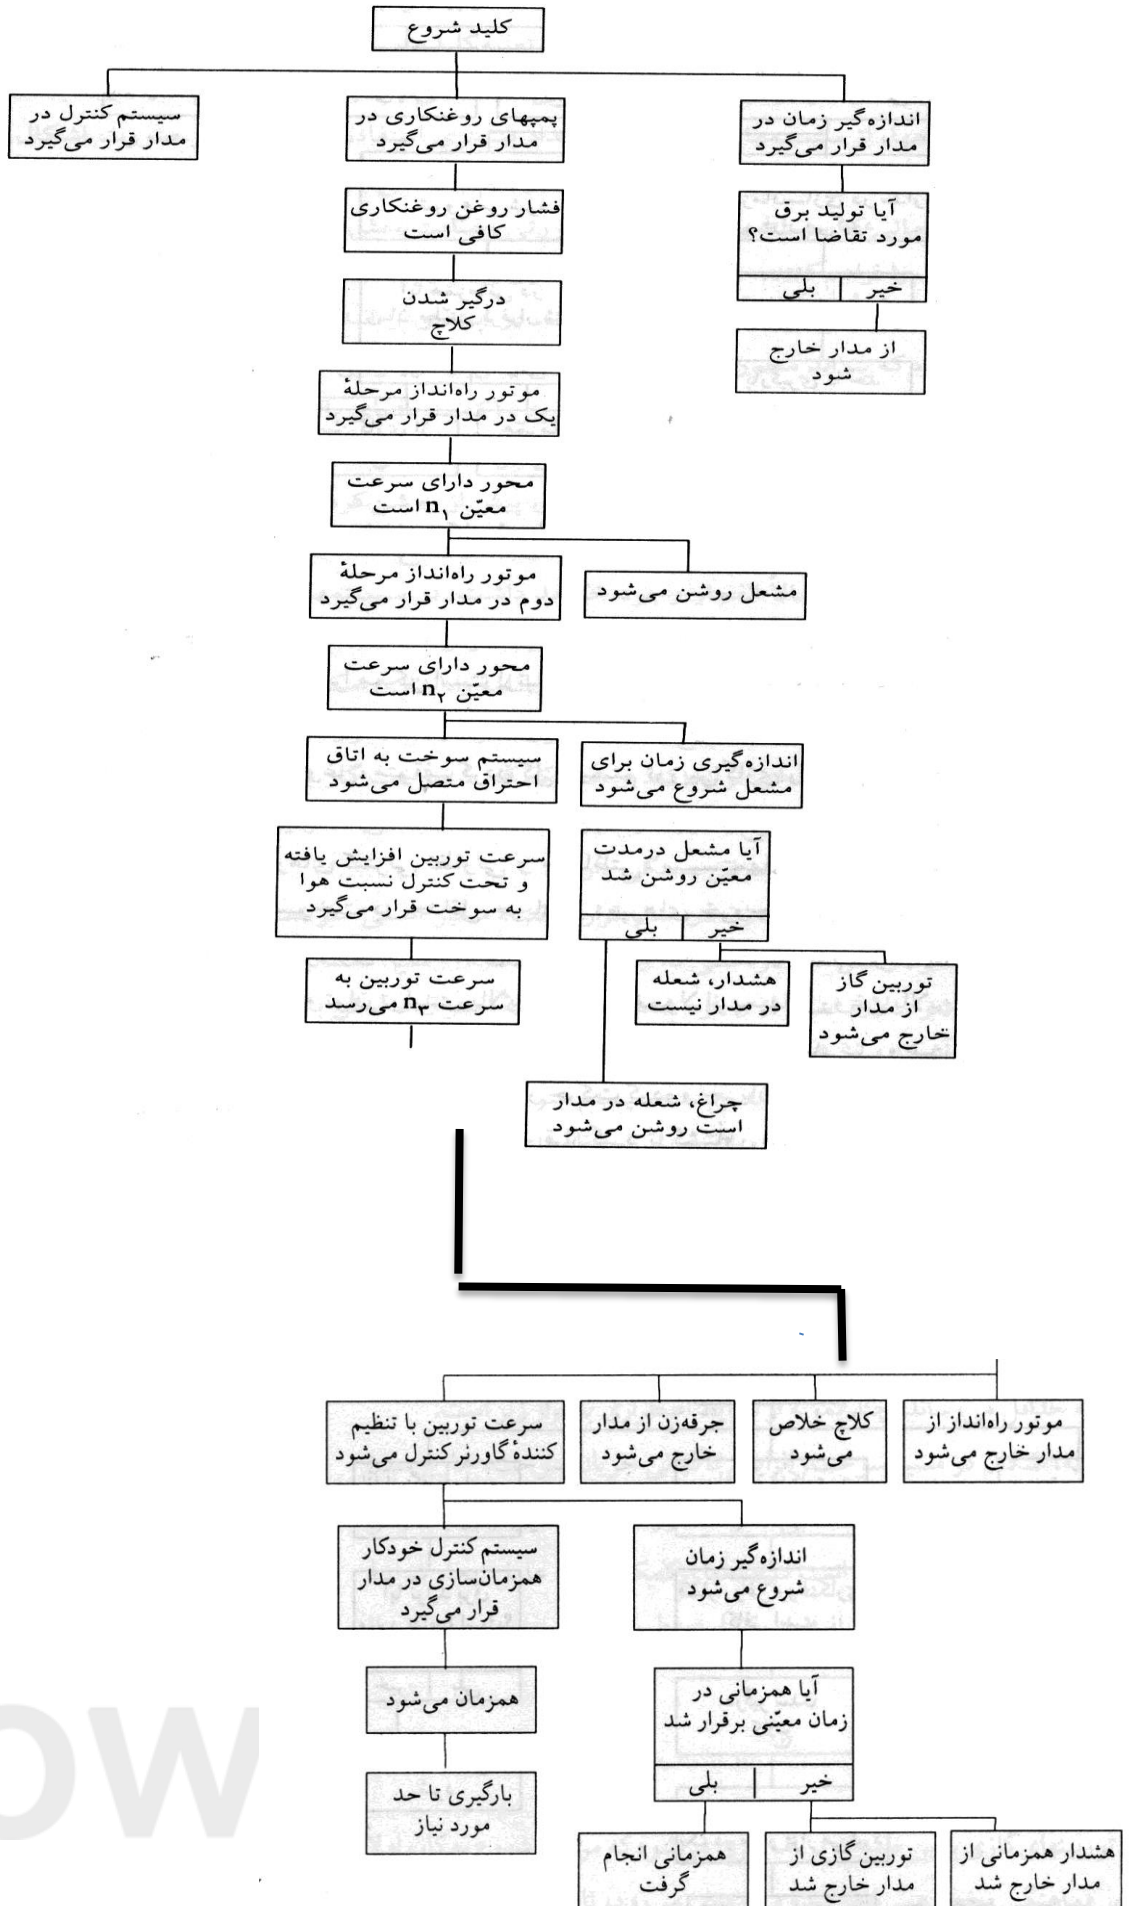 کلید شروع
اندازه‌گیر زمان در
مدار قرار می‌گیرد
پمپهای روغنکاری در
مدار قرار می‌گیرد
سیستم کنترل در
مدار قرار می‌گیرد
آیا تولید برق
مورد تقاضا است؟
خیر
بلی
از مدار خارج
شود
فشار روغن روغنکاری
کافی است
درگیر شدن
کلاچ
موتور راه‌انداز مرحلهٔ
یک در مدار قرار می‌گیرد
محور دارای سرعت
معیّن n۱ است
مشعل روشن می‌شود
موتور راه‌انداز مرحلهٔ
دوم در مدار قرار می‌گیرد
محور دارای سرعت
معیّن n۲ است
اندازه‌گیری زمان برای
مشعل شروع می‌شود
سیستم سوخت به اتاق
احتراق متصل می‌شود
آیا مشعل درمدت
معیّن روشن شد
خیر
بلی
سرعت توربین افزایش یافته
و تحت کنترل نسبت هوا
به سوخت قرار می‌گیرد
توربین گاز
از مدار
خارج می‌شود
هشدار، شعله
در مدار نیست
سرعت توربین به
سرعت n۳ می‌رسد
چراغ، شعله در مدار
است روشن می‌شود
موتور راه‌انداز از
مدار خارج می‌شود
کلاچ خلاص
می‌شود
جرقه‌زن از مدار
خارج می‌شود
سرعت توربین با تنظیم
کنندهٔ گاورنر کنترل می‌شود
اندازه‌گیر زمان
شروع می‌شود
سیستم کنترل خودکار
همزمان‌سازی در مدار
قرار می‌گیرد
آیا همزمانی در
زمان معیّنی برقرار شد
خیر
بلی
همزمان می‌شود
بارگیری تا حد
مورد نیاز
هشدار همزمانی از
مدار خارج شد
توربین گازی از
مدار خارج شد
همزمانی انجام
گرفت